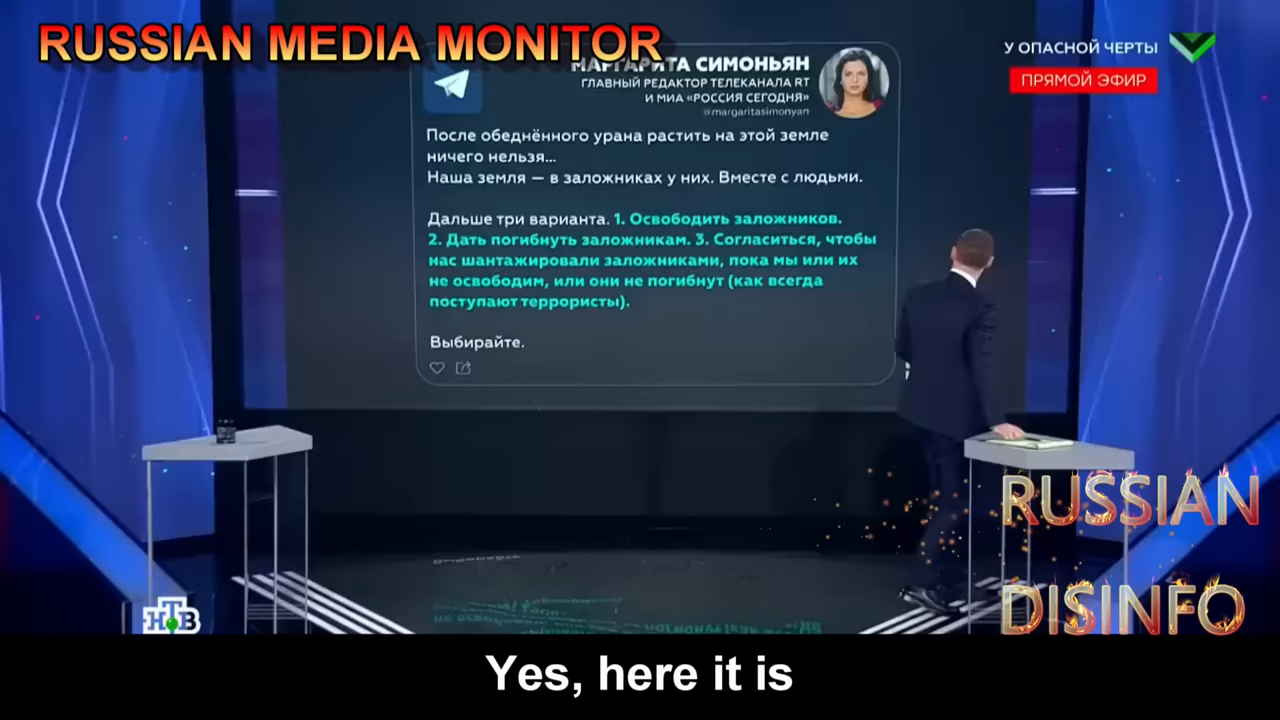 RUSSIAN MEDIA MONITOR
У ОПАСНОЙ ЧЕРТЫ
ПРЯМОЙ ЭФИР
МАРГАРИТА СИМОНЬЯН
ГЛАВНЫЙ РЕДАКТОР ТЕЛЕКАНАЛА RT
И МИА «РОССИЯ СЕГОДНЯ»
@margaritasimonyan
После обеднённого урана растить на этой земле
ничего нельзя...
Наша земля — в заложниках у них. Вместе с людьми.
Дальше три варианта. 1. Освободить заложников.
2. Дать погибнуть заложникам. 3. Согласиться, чтобы
нас шантажировали заложниками, пока мы или их
не освободим, или они не погибнут (как всегда
поступают террористы).
Выбирайте.
RUSSIAN
DISINFO
НТВ
Yes, here it is